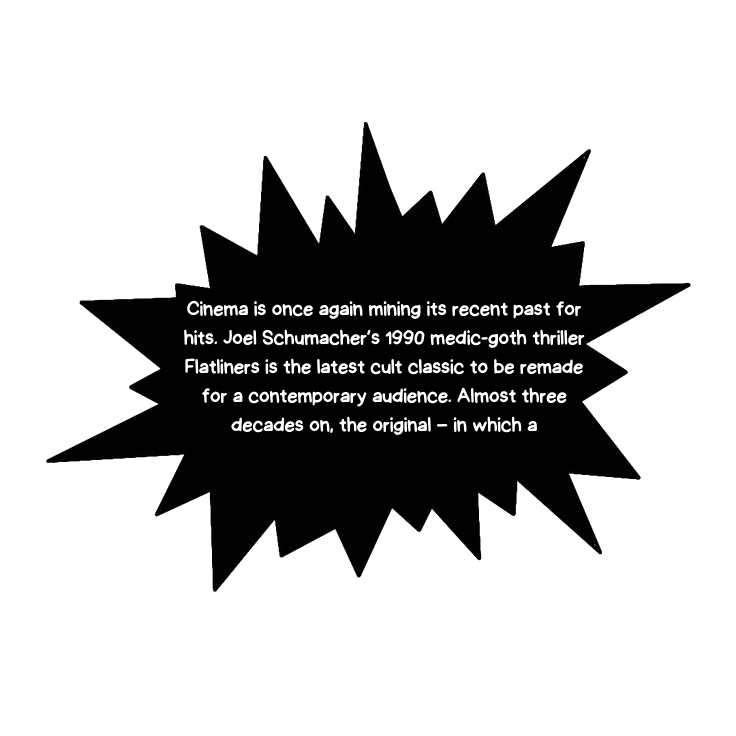 Cinema is once again mining its recent past for
hits. Joel Schumacher’s 1990 medic-goth thriller
Flatliners is the latest cult classic to be remade
for a contemporary audience. Almost three
decades on, the original – in which a